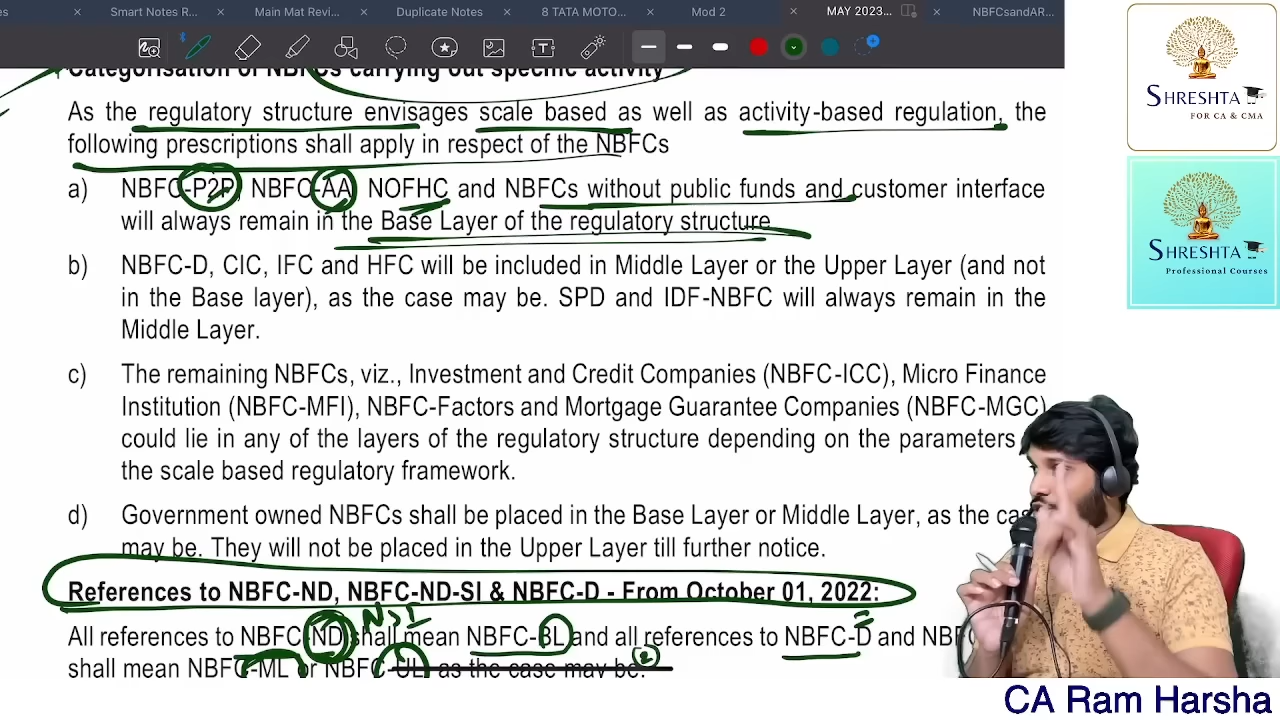 Smart Notes R...
Main Mat Revi...
Duplicate Notes
8 TATA MOTO...
Mod 2
MAY 2023...
NBFCsandAR...
Categorisation of NBFCs carrying out specific activity
As the regulatory structure envisages scale based as well as activity-based regulation, the
following prescriptions shall apply in respect of the NBFCs
a) NBFC-P2P, NBFC-AA, NOFHC and NBFCs without public funds and customer interface
will always remain in the Base Layer of the regulatory structure
b) NBFC-D, CIC, IFC and HFC will be included in Middle Layer or the Upper Layer (and not
in the Base layer), as the case may be. SPD and IDF-NBFC will always remain in the
Middle Layer.
c) The remaining NBFCs, viz., Investment and Credit Companies (NBFC-ICC), Micro Finance
Institution (NBFC-MFI), NBFC-Factors and Mortgage Guarantee Companies (NBFC-MGC)
could lie in any of the layers of the regulatory structure depending on the parameters
the scale based regulatory framework.
d) Government owned NBFCs shall be placed in the Base Layer or Middle Layer, as the
may be. They will not be placed in the Upper Layer till further notice.
References to NBFC-ND, NBFC-ND-SI & NBFC-D - From October 01, 2022:
NSI
All references to NBFC-ND shall mean NBFC-BL and all references to NBFC-D and
shall mean NBFC-ML or NBFC-UL, as the case may be.
(2)
SHRESHTA
FOR CA & CMA
SHRESHTA
Professional Courses
CA Ram Harsha